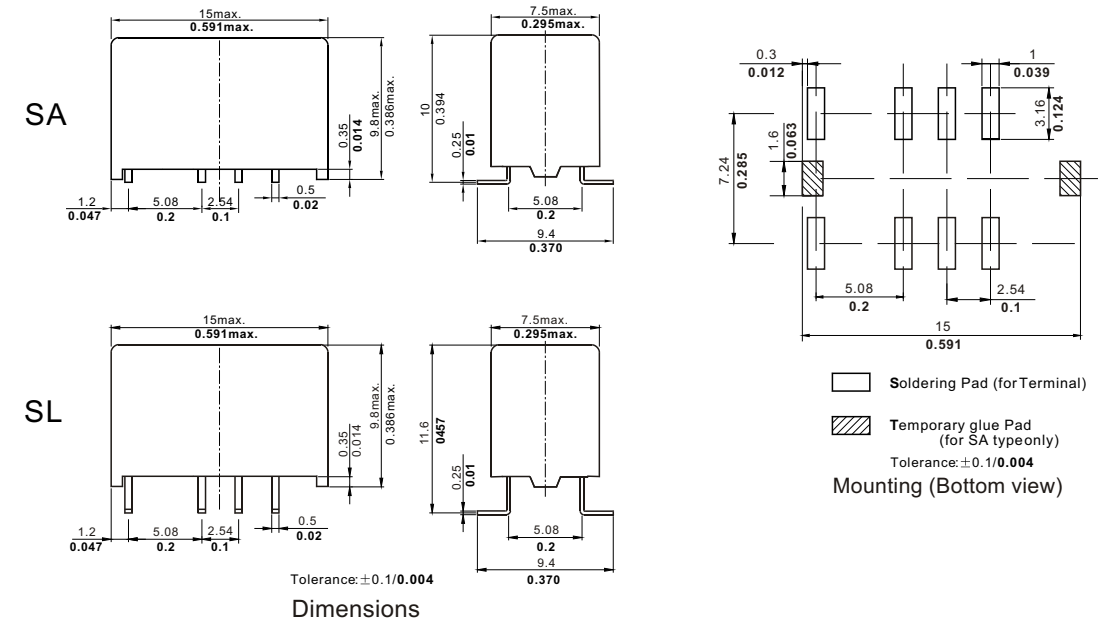 SA
15max.
0.591max.
0.35
0.014
9.8max.
0.386max.
1.2
0.047
5.08
0.2
2.54
0.1
0.5
0.02
7.5max.
0.295max.
10
0.394
0.25
0.01
5.08
0.2
9.4
0.370
SL
15max.
0.591max.
0.35
0.014
9.8max.
0.386max.
1.2
0.047
5.08
0.2
2.54
0.1
0.5
0.02
7.5max.
0.295max.
11.6
0457
0.25
0.01
5.08
0.2
9.4
0.370
Tolerance:±0.1/0.004
Dimensions
0.3
0.012
1
0.039
3.16
0.124
1.6
0.063
7.24
0.285
5.08
0.2
2.54
0.1
15
0.591
Soldering Pad (for Terminal)
Temporary glue Pad
(for SA typeonly)
Tolerance:±0.1/0.004
Mounting (Bottom view)